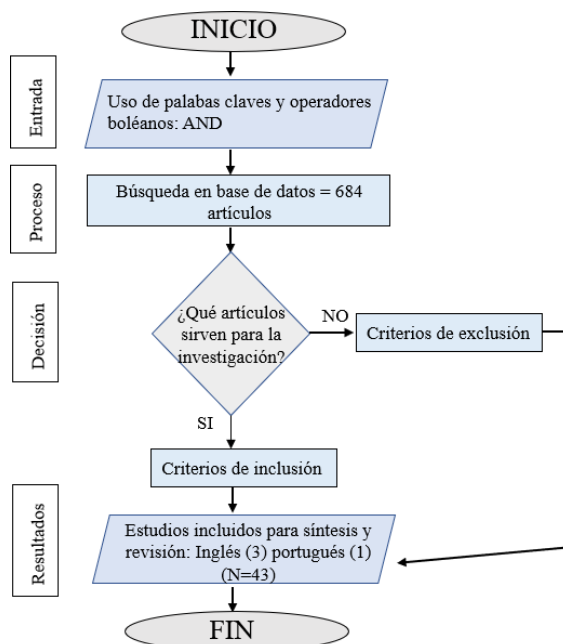 INICIO
Entrada
Uso de palabas claves y operadores
boléanos: AND
Proceso
Búsqueda en base de datos = 684
artículos
Decisión
¿Qué artículos
sirven para la
investigación?
NO
Criterios de exclusión
SI
Criterios de inclusión
Resultados
Estudios incluidos para síntesis y
revisión: Inglés (3) portugués (1)
(N=43)
FIN